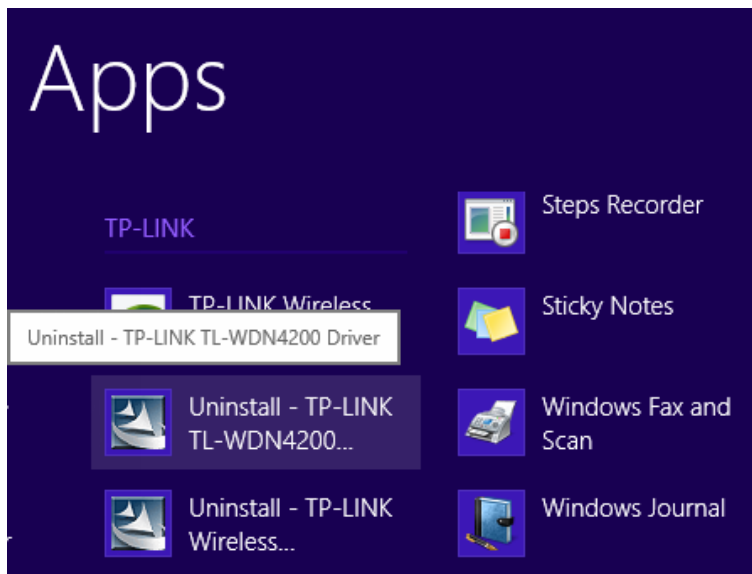 Apps
TP-LINK
TP-LINK Wireless
Uninstall - TP-LINK TL-WDN4200 Driver
Uninstall - TP-LINK
TL-WDN4200...
Uninstall - TP-LINK
Wireless...
Steps Recorder
Sticky Notes
Windows Fax and
Scan
Windows Journal